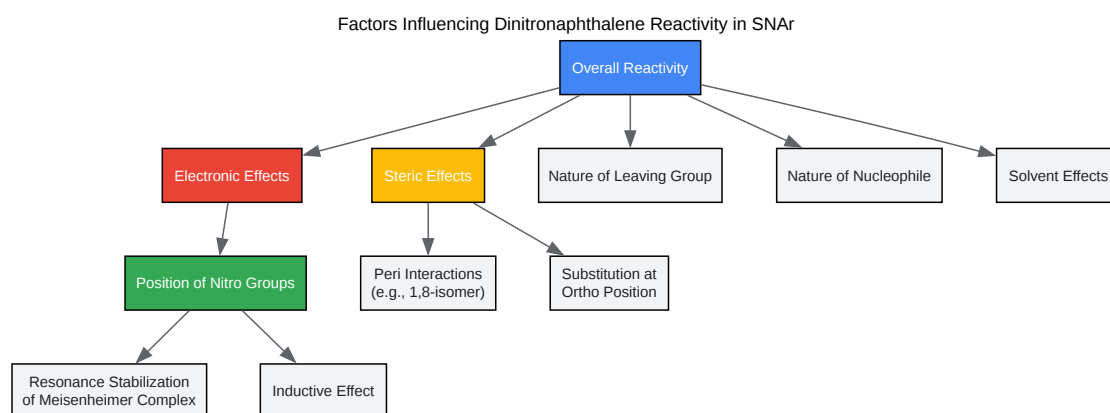 Factors Influencing Dinitronaphthalene Reactivity in SNAr
Overall Reactivity
Electronic Effects
Steric Effects
Nature of Leaving Group
Nature of Nucleophile
Solvent Effects
Position of Nitro Groups
Peri Interactions
(e.g., 1,8-isomer)
Substitution at
Ortho Position
Resonance Stabilization
of Meisenheimer Complex
Inductive Effect